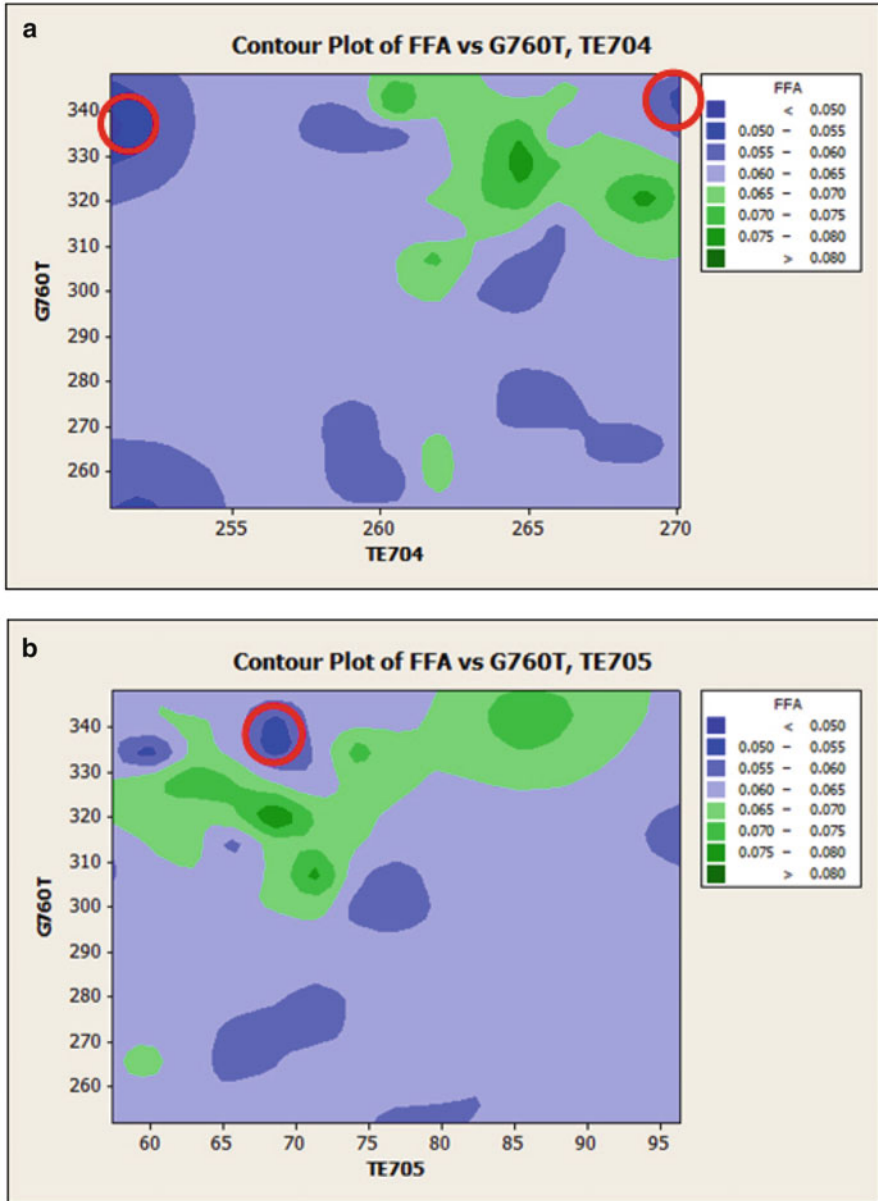 a
Contour Plot of FFA vs G760T, TE704
FFA
< 0.050
0.050 – 0.055
0.055 – 0.060
0.060 – 0.065
0.065 – 0.070
0.070 – 0.075
0.075 – 0.080
> 0.080
340
330
320
310
300
290
280
270
260
G760T
255 260 265 270
TE704
b
Contour Plot of FFA vs G760T, TE705
FFA
< 0.050
0.050 – 0.055
0.055 – 0.060
0.060 – 0.065
0.065 – 0.070
0.070 – 0.075
0.075 – 0.080
> 0.080
340
330
320
310
300
290
280
270
260
G760T
60 65 70 75 80 85 90 95
TE705